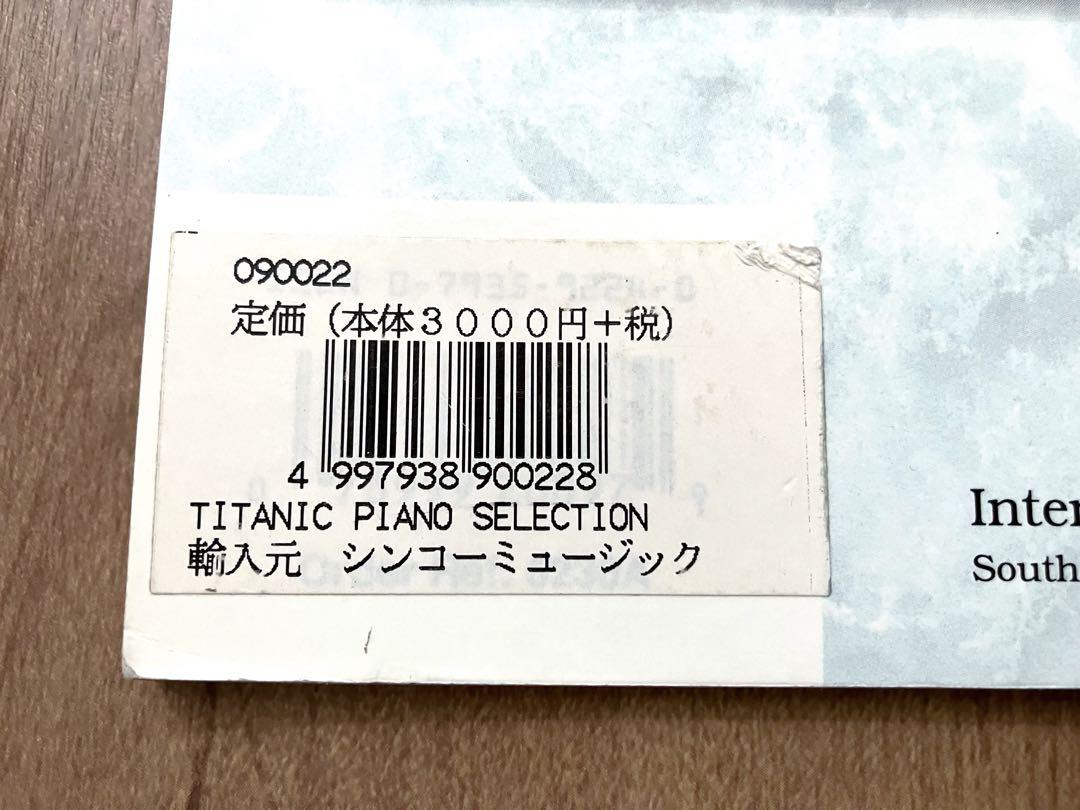 090022
定価（本体３０００円＋税）
4 997938 900228
TITANIC PIANO SELECTION
輸入元　シンコーミュージック
Inter
South